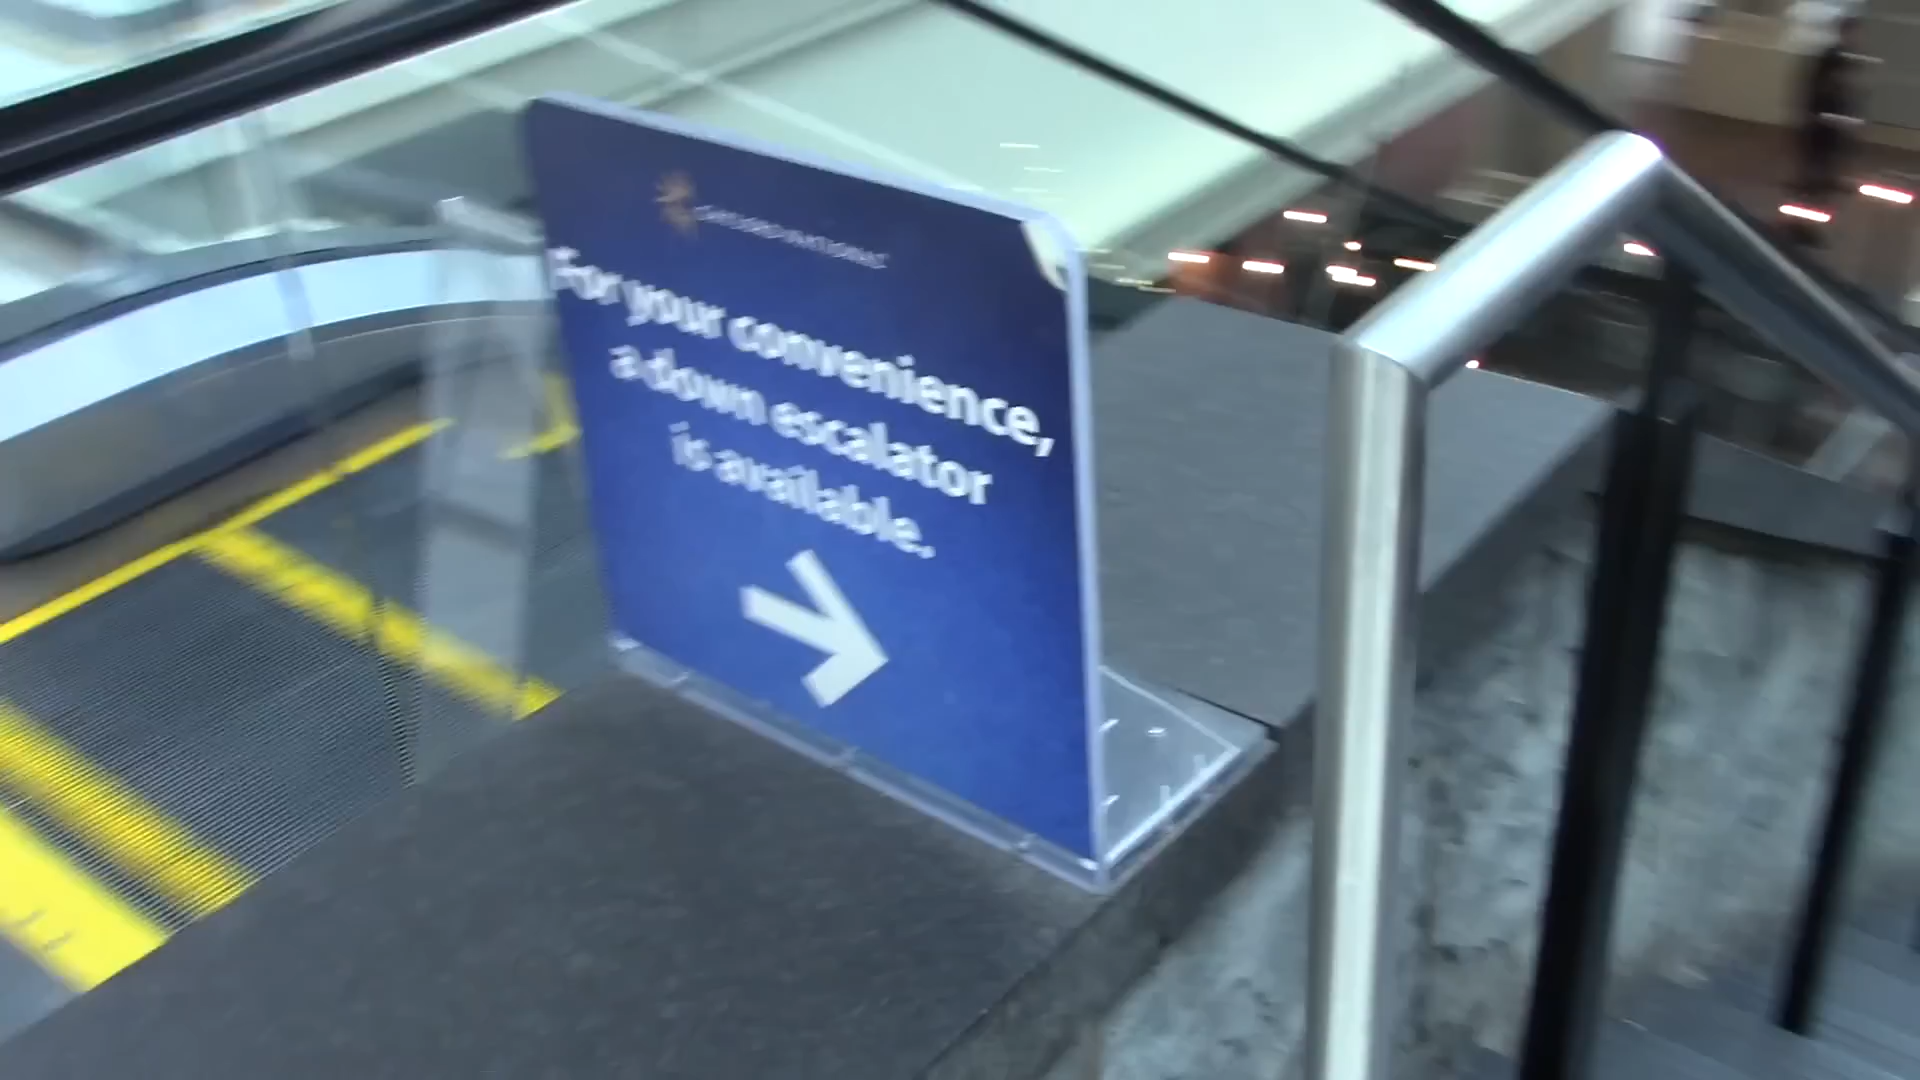 For your convenience,
a down escalator
is available.